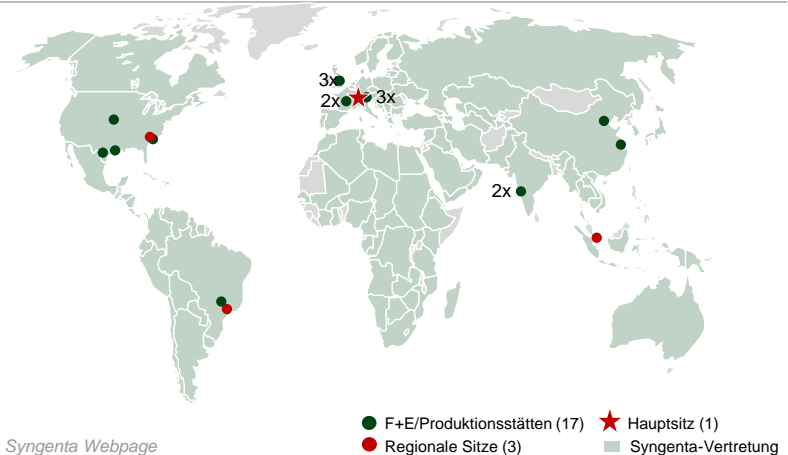 3x
2x
3x
2x
F+E/Produktionsstätten (17)
Hauptsitz (1)
Regionale Sitze (3)
Syngenta-Vertretung
Syngenta Webpage